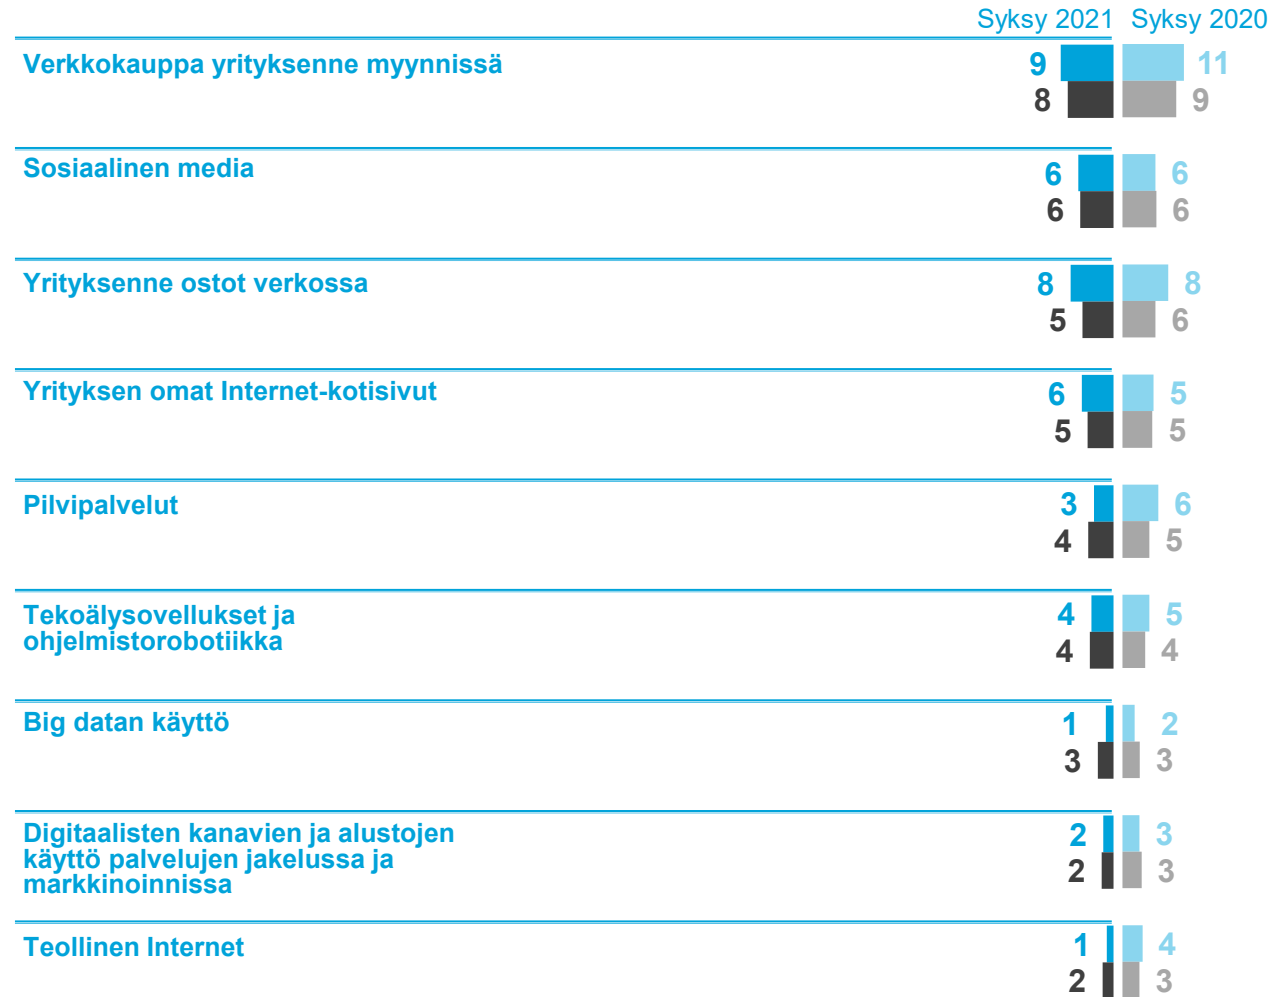 Syksy 2021 Syksy 2020
Verkkokauppa yrityksenne myynnissä
9 11
8 9
Sosiaalinen media
6 6
6 6
Yrityksenne ostot verkossa
8 8
5 6
Yrityksen omat Internet-kotisivut
6 5
5 5
Pilvipalvelut
3 6
4 5
Tekoälysovellukset ja
ohjelmistorobotiikka
4 5
4 4
Big datan käyttö
1 2
3 3
Digitaalisten kanavien ja alustojen
käyttö palvelujen jakelussa ja
markkinoinnissa
2 3
2 3
Teollinen Internet
1 4
2 3